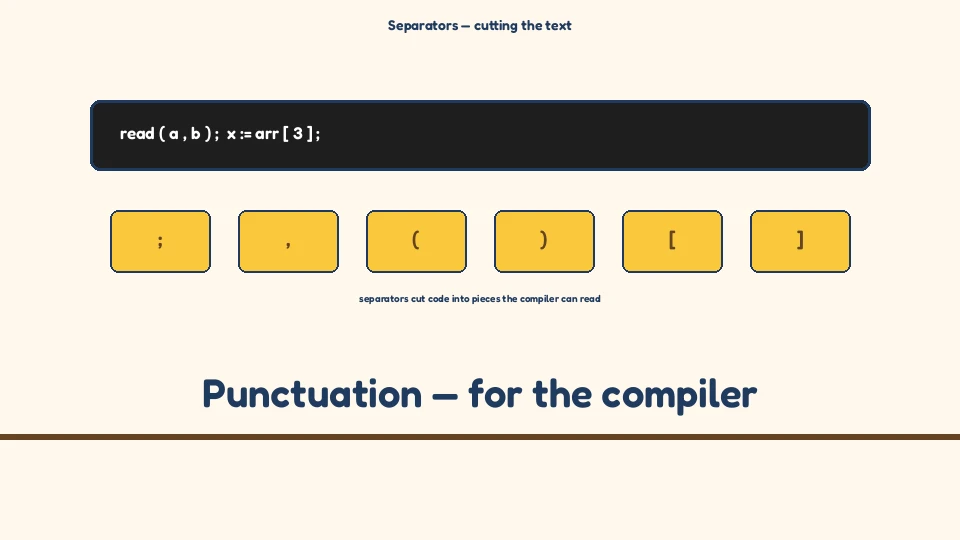 Separators — cutting the text
read ( a , b ) ;  x := arr [ 3 ] ;
; , ( ) [ ]
separators cut code into pieces the compiler can read
Punctuation — for the compiler